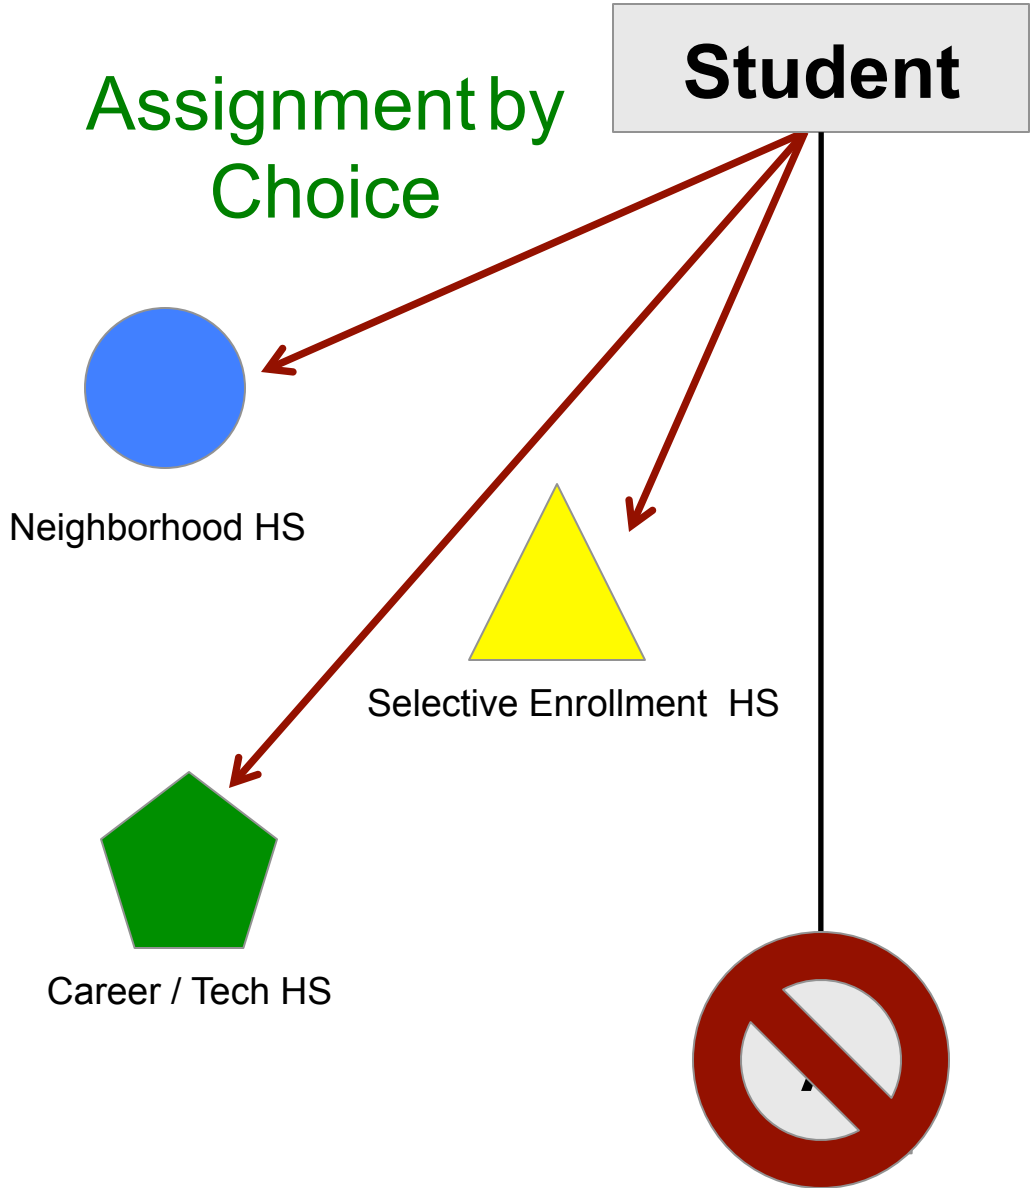 Student
Assignment by
Choice
Neighborhood HS
Selective Enrollment HS
Career / Tech HS